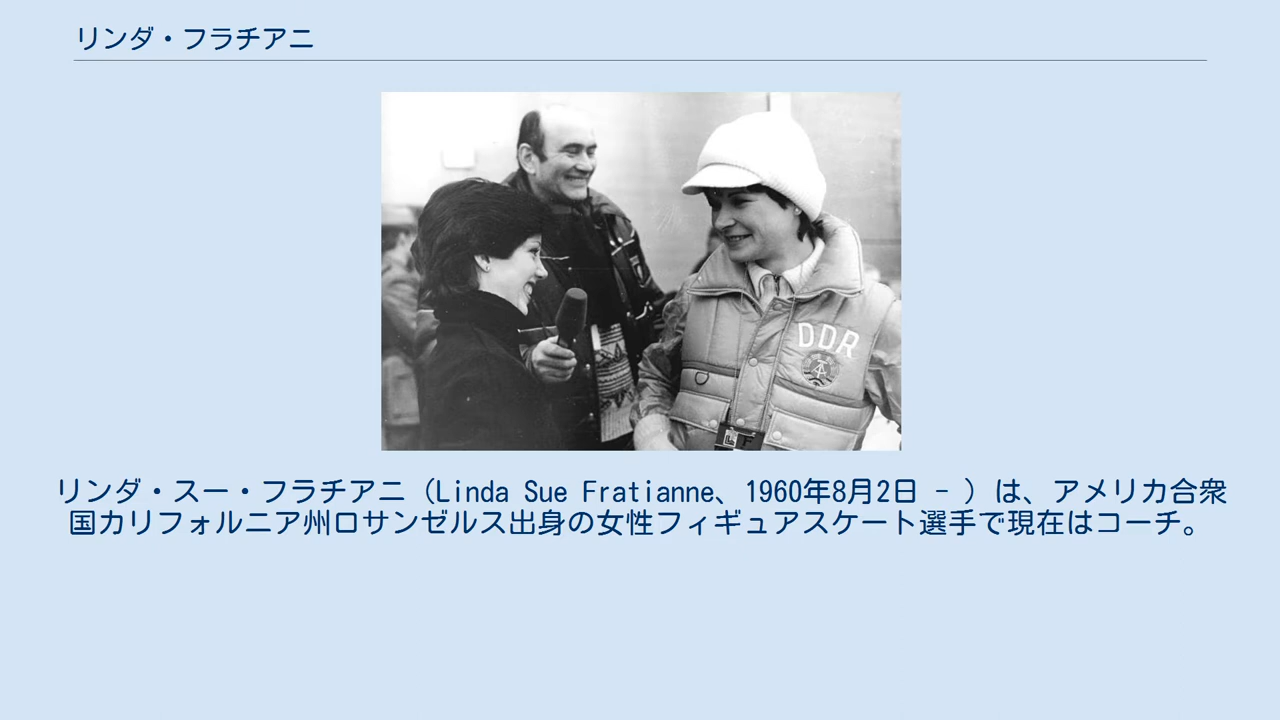 リンダ・フラチアニ
DDR
リンダ・スー・フラチアニ（Linda Sue Fratianne、1960年8月2日 - ）は、アメリカ合衆
国カリフォルニア州ロサンゼルス出身の女性フィギュアスケート選手で現在はコーチ。